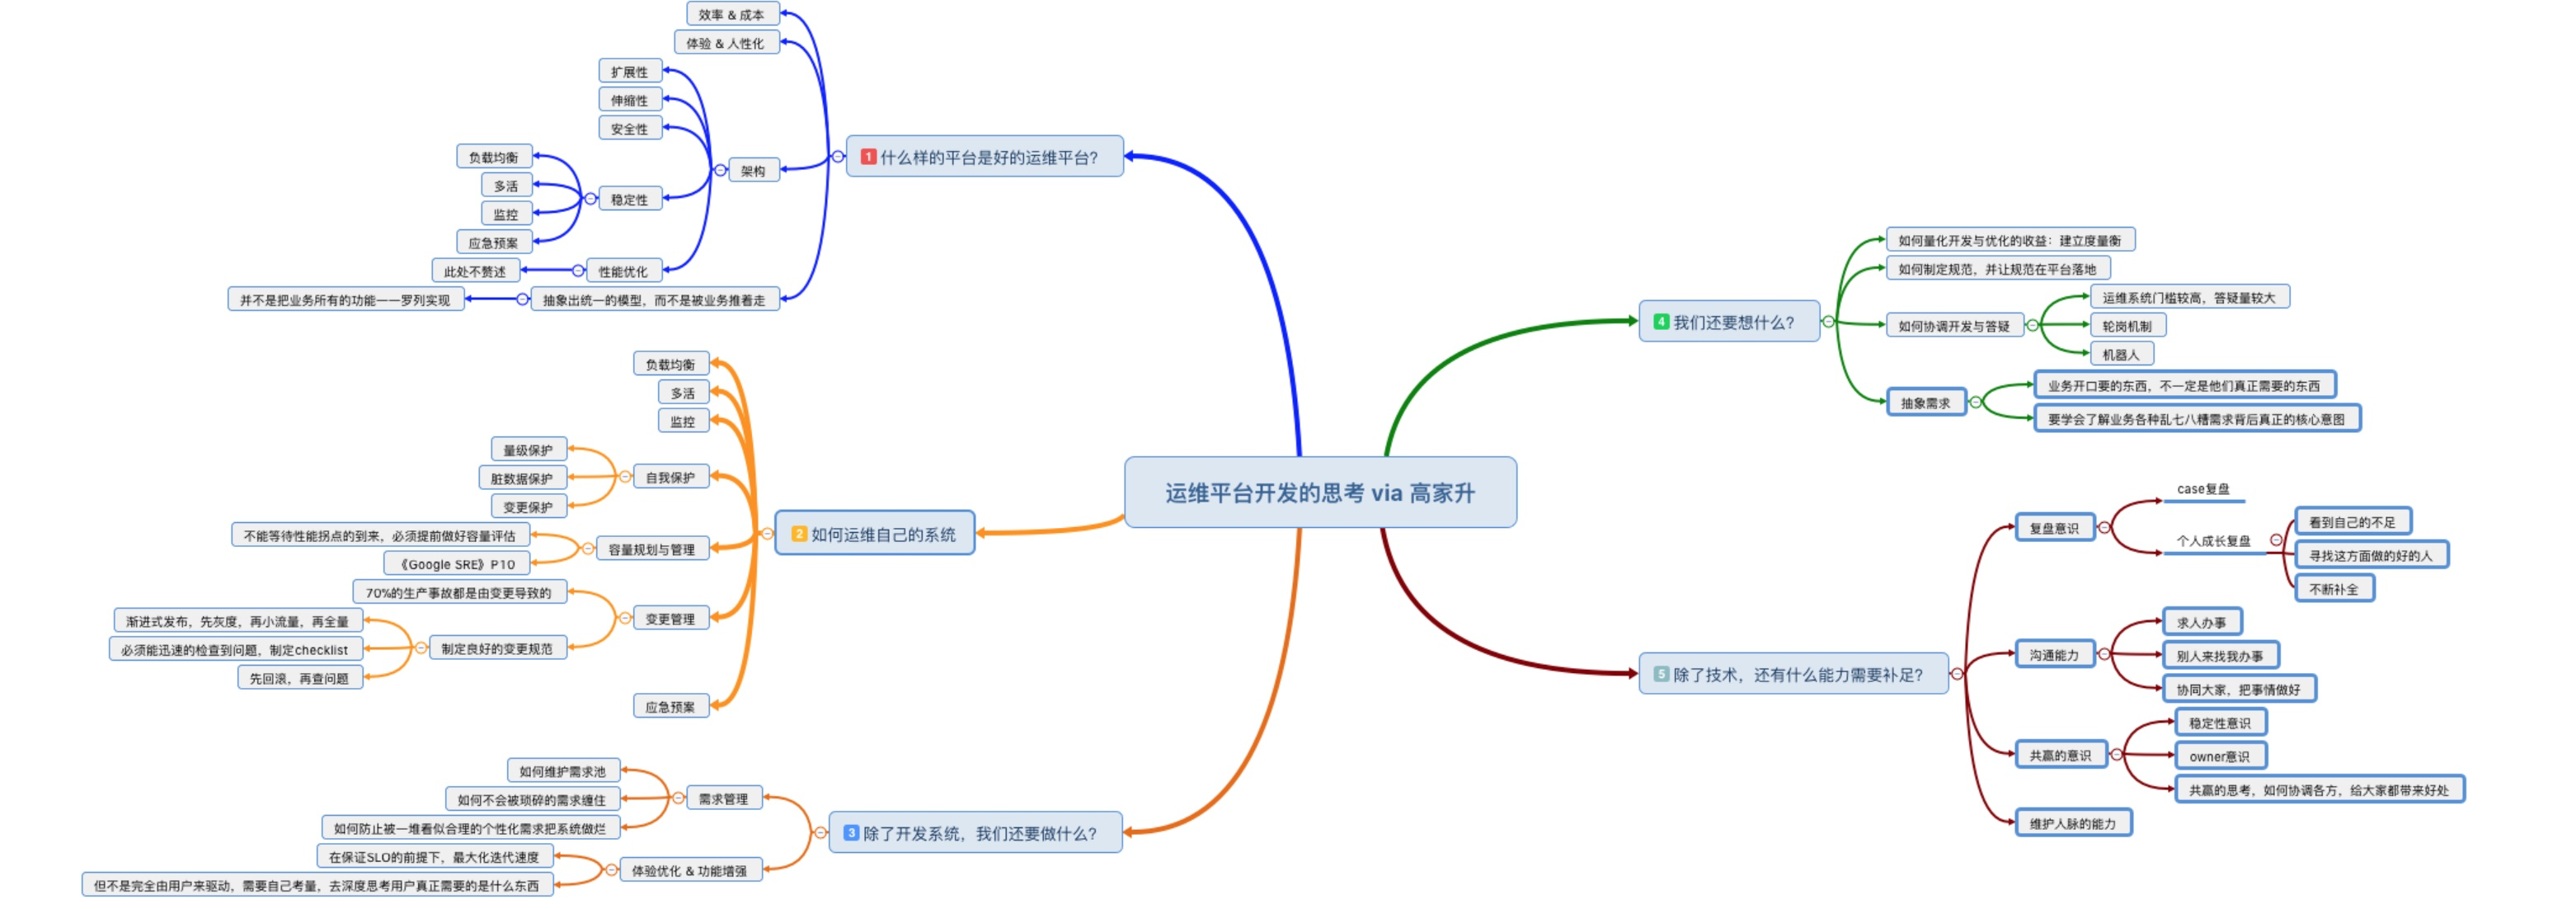 运维平台开发的思考 via 高家升
1 什么样的平台是好的运维平台?
效率 & 成本
体验 & 人性化
架构
扩展性
伸缩性
安全性
稳定性
负载均衡
多活
监控
应急预案
性能优化
此处不赘述
抽象出统一的模型，而不是被业务推着走
并不是把业务所有的功能一一罗列实现
2 如何运维自己的系统
负载均衡
多活
监控
自我保护
量级保护
脏数据保护
变更保护
容量规划与管理
不能等待性能拐点的到来，必须提前做好容量评估
《Google SRE》P10
变更管理
70%的生产事故都是由变更导致的
制定良好的变更规范
渐进式发布，先灰度，再小流量，再全量
必须能迅速的检查到问题，制定checklist
先回滚，再查问题
应急预案
3 除了开发系统，我们还要做什么?
需求管理
如何维护需求池
如何不会被琐碎的需求缠住
如何防止被一堆看似合理的个性化需求把系统做烂
体验优化 & 功能增强
在保证SLO的前提下，最大化迭代速度
但不是完全由用户来驱动，需要自己考量，去深度思考用户真正需要的是什么东西
4 我们还要想什么?
如何量化开发与优化的收益：建立度量衡
如何制定规范，并让规范在平台落地
如何协调开发与答疑
运维系统门槛较高，答疑量较大
轮岗机制
机器人
抽象需求
业务开口要的东西，不一定是他们真正需要的东西
要学会了解业务各种乱七八糟需求背后真正的核心意图
5 除了技术，还有什么能力需要补足?
复盘意识
case复盘
个人成长复盘
看到自己的不足
寻找这方面做的好的人
不断补全
沟通能力
求人办事
别人来找我办事
协同大家，把事情做好
共赢的意识
稳定性意识
owner意识
共赢的思考，如何协调各方，给大家都带来好处
维护人脉的能力